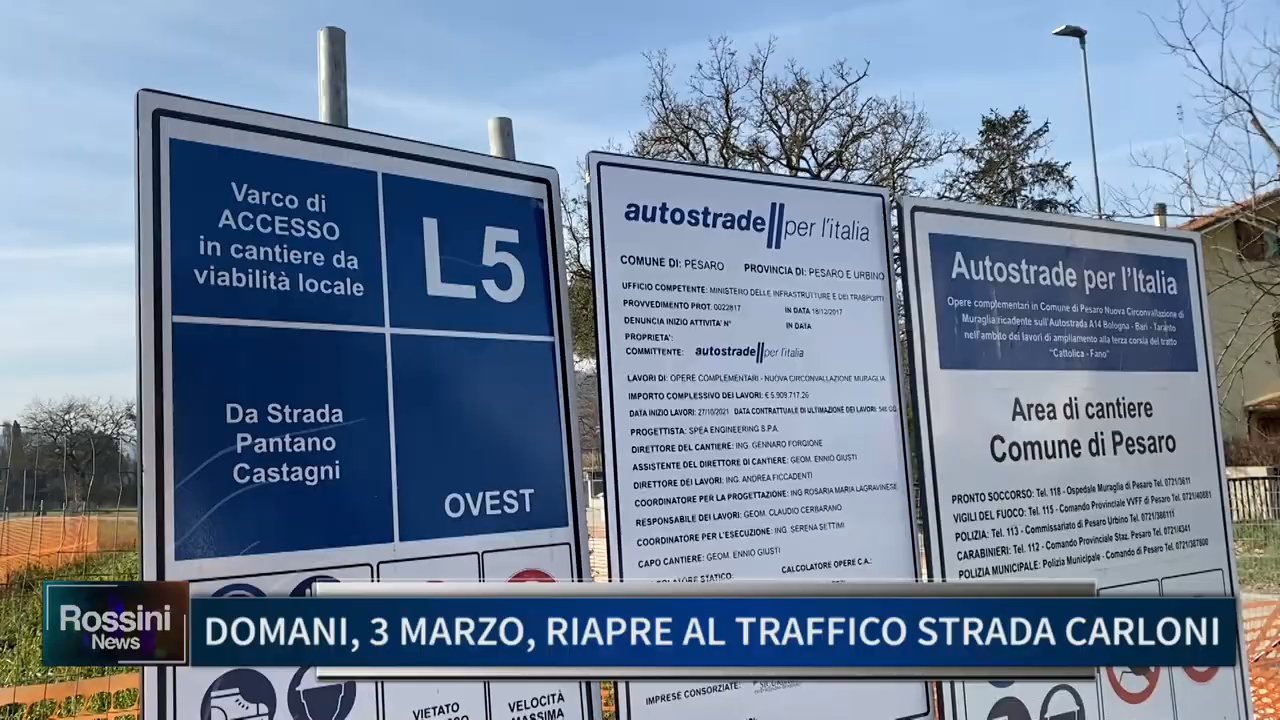 Varco di
ACCESSO
in cantiere da
viabilità locale
L5
Da Strada
Pantano
Castagni
OVEST
VIETATO
VELOCITÀ
MASSIMA
autostrade per l'italia
COMUNE DI: PESARO PROVINCIA DI: PESARO E URBINO
UFFICIO COMPETENTE: MINISTERO DELLE INFRASTRUTTURE E DEI TRASPORTI
PROVVEDIMENTO PROT. 0022817 IN DATA 18/12/2017
DENUNCIA INIZIO ATTIVITA' N° IN DATA
PROPRIETA':
COMMITTENTE: autostrade per l'italia
LAVORI DI: OPERE COMPLEMENTARI - NUOVA CIRCONVALLAZIONE MURAGLIA
IMPORTO COMPLESSIVO DEI LAVORI: € 5.909.717,26
DATA INIZIO LAVORI: 27/10/2021 DATA CONTRATTUALE DI ULTIMAZIONE DEI LAVORI: 548 GG
PROGETTISTA: SPEA ENGINEERING S.P.A.
DIRETTORE DEL CANTIERE: ING. GENNARO FORGIONE
ASSISTENTE DEL DIRETTORE DI CANTIERE: GEOM. ENNIO GIUSTI
DIRETTORE DEI LAVORI: ING. ANDREA FICCADENTI
COORDINATORE PER LA PROGETTAZIONE: ING ROSARIA MARIA LAGRAVINESE
RESPONSABILE DEI LAVORI: GEOM. CLAUDIO CERBARANO
COORDINATORE PER L'ESECUZIONE: ING. SERENA SETTIMI
CAPO CANTIERE: GEOM. ENNIO GIUSTI
STATICO: CALCOLATORE OPERE C.A.:
IMPRESE CONSORZIATE:
Autostrade per l'Italia
Opere complementari in Comune di Pesaro Nuova Circonvallazione di
Muraglia ricadente sull'Autostrada A14 Bologna - Bari - Taranto
nell'ambito dei lavori di ampliamento alla terza corsia del tratto
"Cattolica - Fano"
Area di cantiere
Comune di Pesaro
PRONTO SOCCORSO: Tel. 118 - Ospedale Muraglia di Pesaro Tel. 0721/3611
VIGILI DEL FUOCO: Tel. 115 - Comando Provinciale VVFF di Pesaro Tel. 0721/40881
POLIZIA: Tel. 113 - Commissariato di Pesaro Urbino Tel. 0721/386111
CARABINIERI: Tel. 112 - Comando Provinciale Staz. Pesaro Tel. 0721/4341
POLIZIA MUNICIPALE: Polizia Municipale - Comando di Pesaro Tel. 0721/387600
Rossini
News
DOMANI, 3 MARZO, RIAPRE AL TRAFFICO STRADA CARLONI